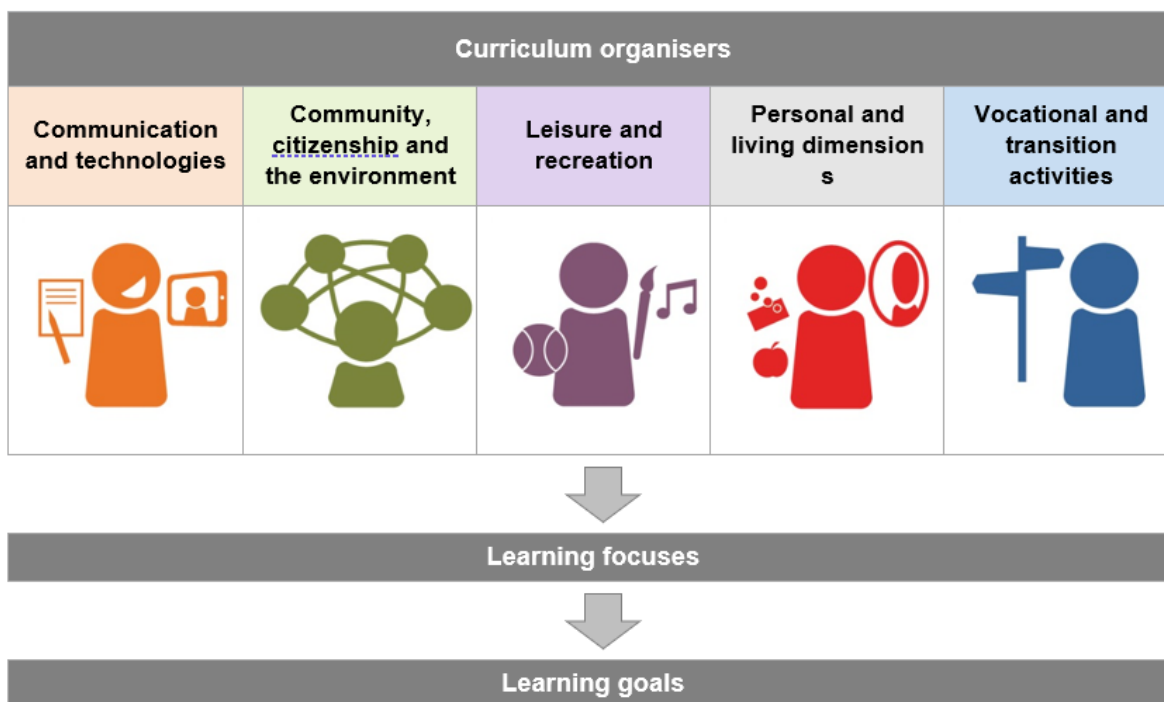 Curriculum organisers
Communication
and technologies
Community,
citizenship and
the environment
Leisure and
recreation
Personal and
living dimension
s
Vocational and
transition
activities
Learning focuses
Learning goals